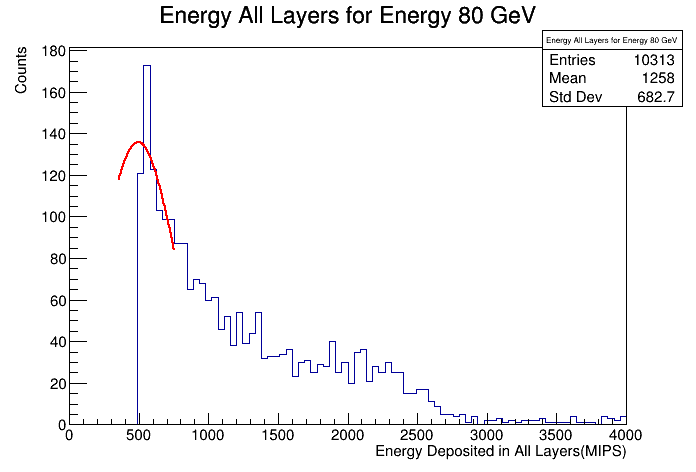 Energy All Layers for Energy 80 GeV
Energy All Layers for Energy 80 GeV
Entries 10313
Mean 1258
Std Dev 682.7
Counts
180
160
140
120
100
80
60
40
20
0
0 500 1000 1500 2000 2500 3000 3500 4000
Energy Deposited in All Layers(MIPS)